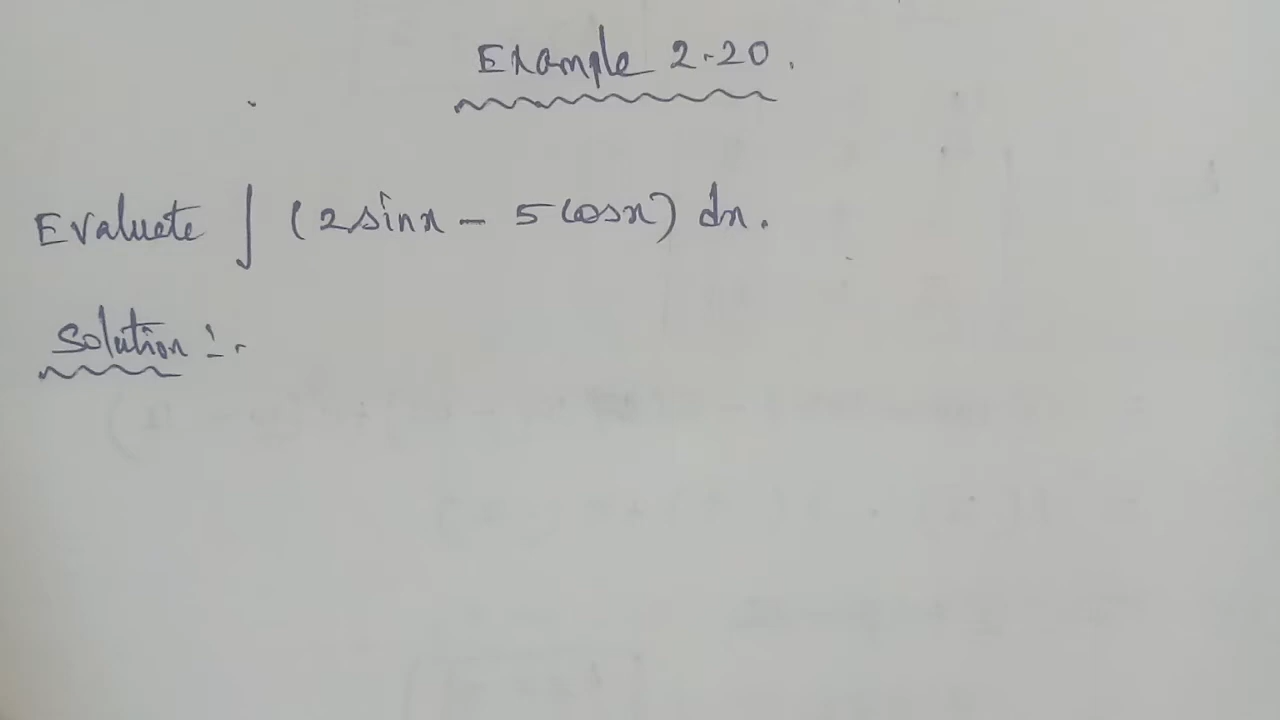 Example 2.20.
Evaluate ∫ (2sinx - 5cosx) dx.
Solution :-